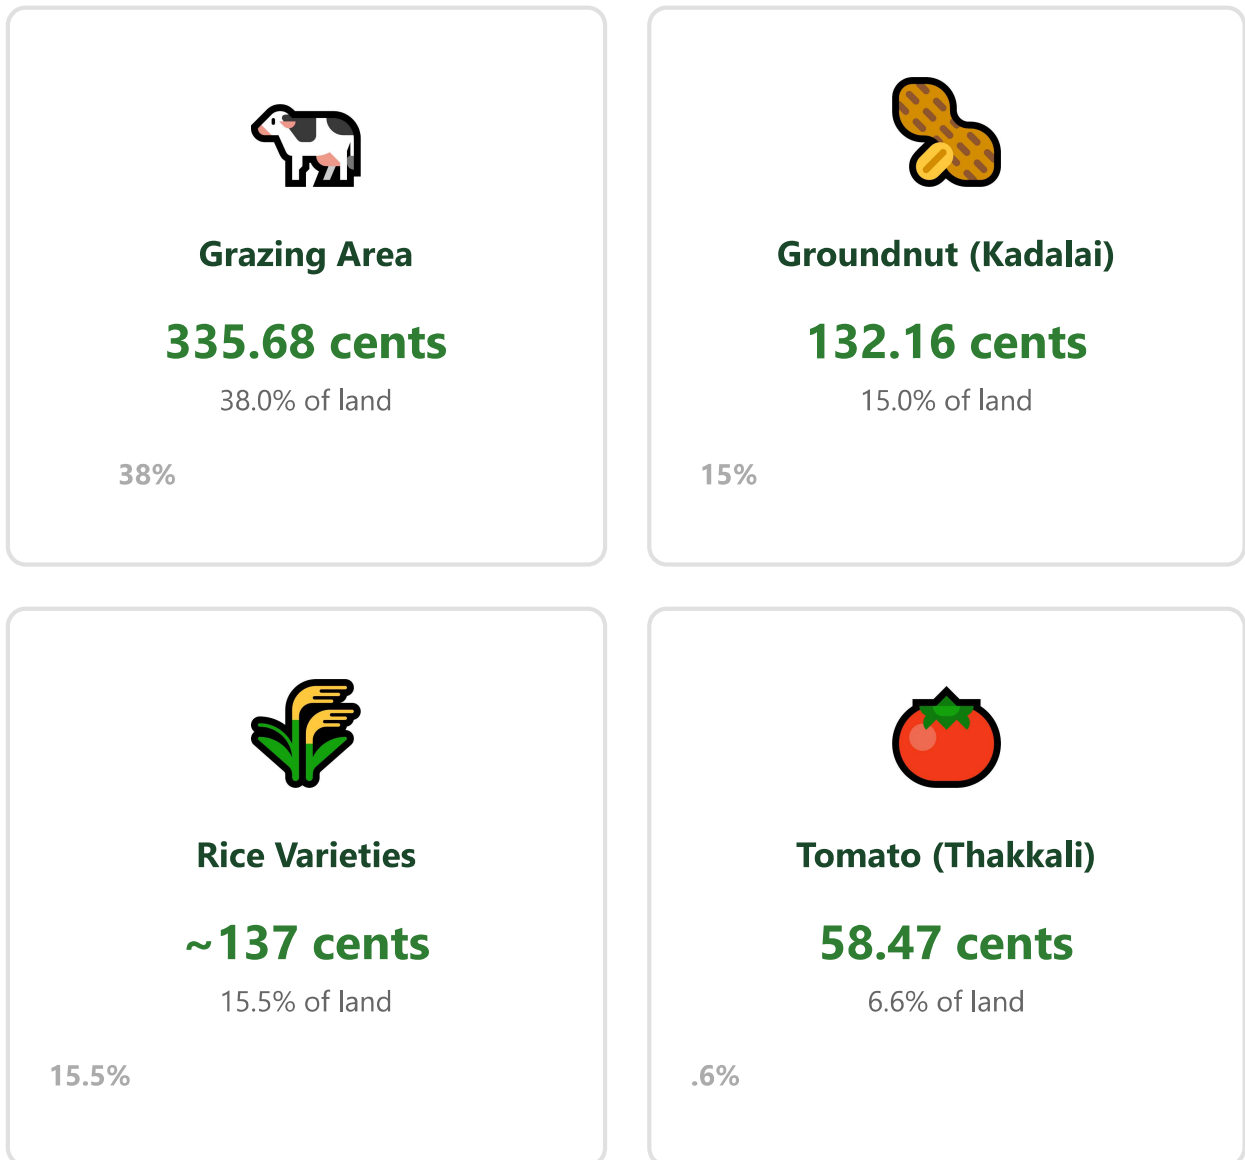 Grazing Area
335.68 cents
38.0% of land
38%
Groundnut (Kadalai)
132.16 cents
15.0% of land
15%
Rice Varieties
~137 cents
15.5% of land
15.5%
Tomato (Thakkali)
58.47 cents
6.6% of land
.6%